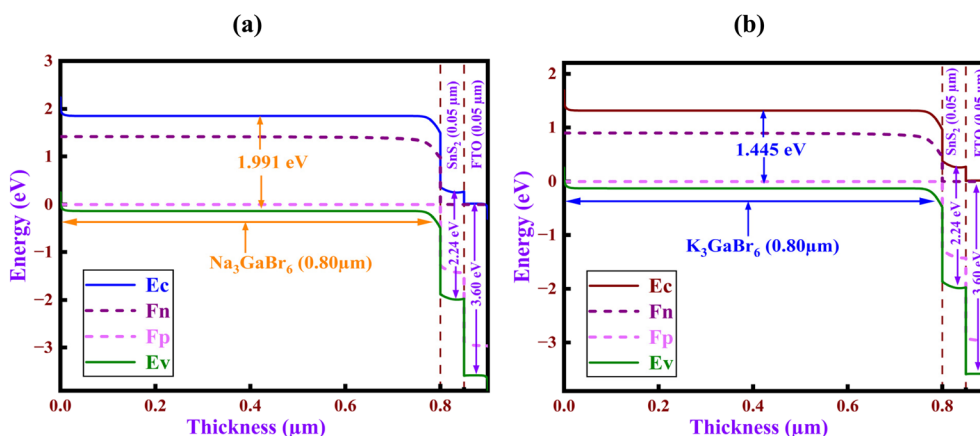 (a)
3
2
1
0
−1
−2
−3
Energy (eV)
1.991 eV
Na₃GaBr₆ (0.80µm)
SnS₂ (0.05 µm)
FTO (0.05 µm)
2.24 eV
3.60 eV
Ec
Fn
Fp
Ev
0.0 0.2 0.4 0.6 0.8
Thickness (µm)
(b)
2
1
0
−1
−2
−3
Energy (eV)
1.445 eV
K₃GaBr₆ (0.80µm)
SnS₂ (0.05 µm)
FTO (0.05 µm)
2.24 eV
3.60 eV
Ec
Fn
Fp
Ev
0.0 0.2 0.4 0.6 0.8
Thickness (µm)